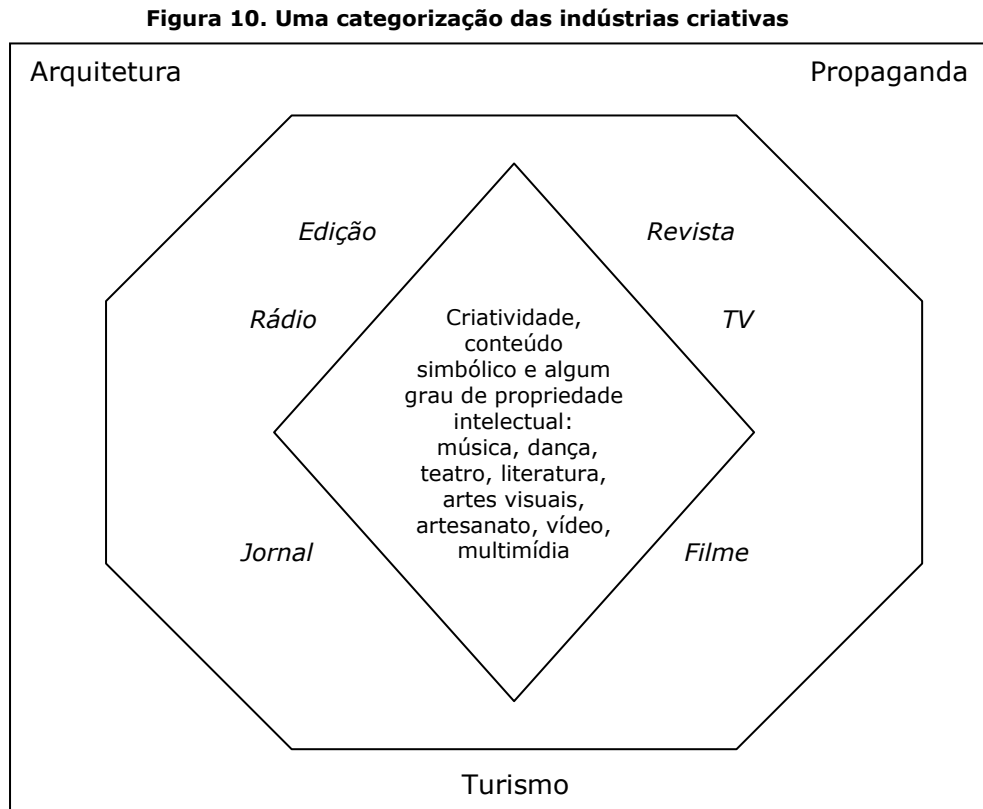 Figura 10. Uma categorização das indústrias criativas
Arquitetura
Propaganda
Edição
Revista
Rádio
TV
Criatividade,
conteúdo
simbólico e algum
grau de propriedade
intelectual:
música, dança,
teatro, literatura,
artes visuais,
artesanato, vídeo,
multimídia
Jornal
Filme
Turismo